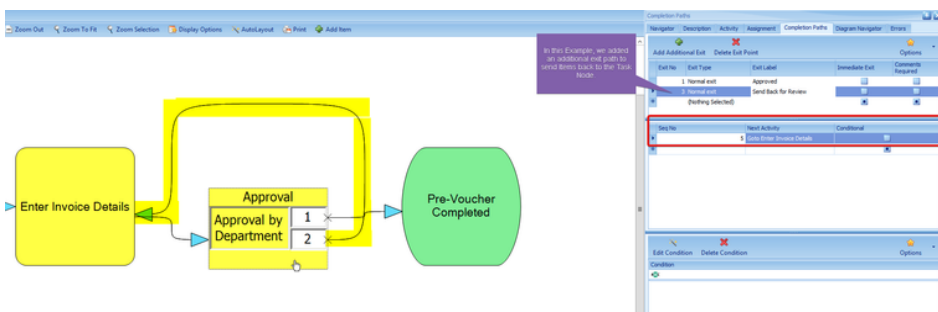 Completion Paths
Zoom Out Zoom To Fit Zoom Selection Display Options AutoLayout Print Add Item
Navigator Description Activity Assignment Completion Paths Diagram Navigator Errors
Add Additional Exit Delete Exit Point Options
Exit No Exit Type Exit Label Immediate Exit Comments Required
1 Normal exit Approved
Normal exit Send Back for Review
(Nothing Selected)
In this Example, we added
an additional exit path to
send items back to the Task
Node
Seq No Next Activity Conditional
5 Goto Enter Invoice Details
Enter Invoice Details
Approval
Approval by
Department
1
2
Pre-Voucher
Completed
Edit Condition Delete Condition Options
Condition